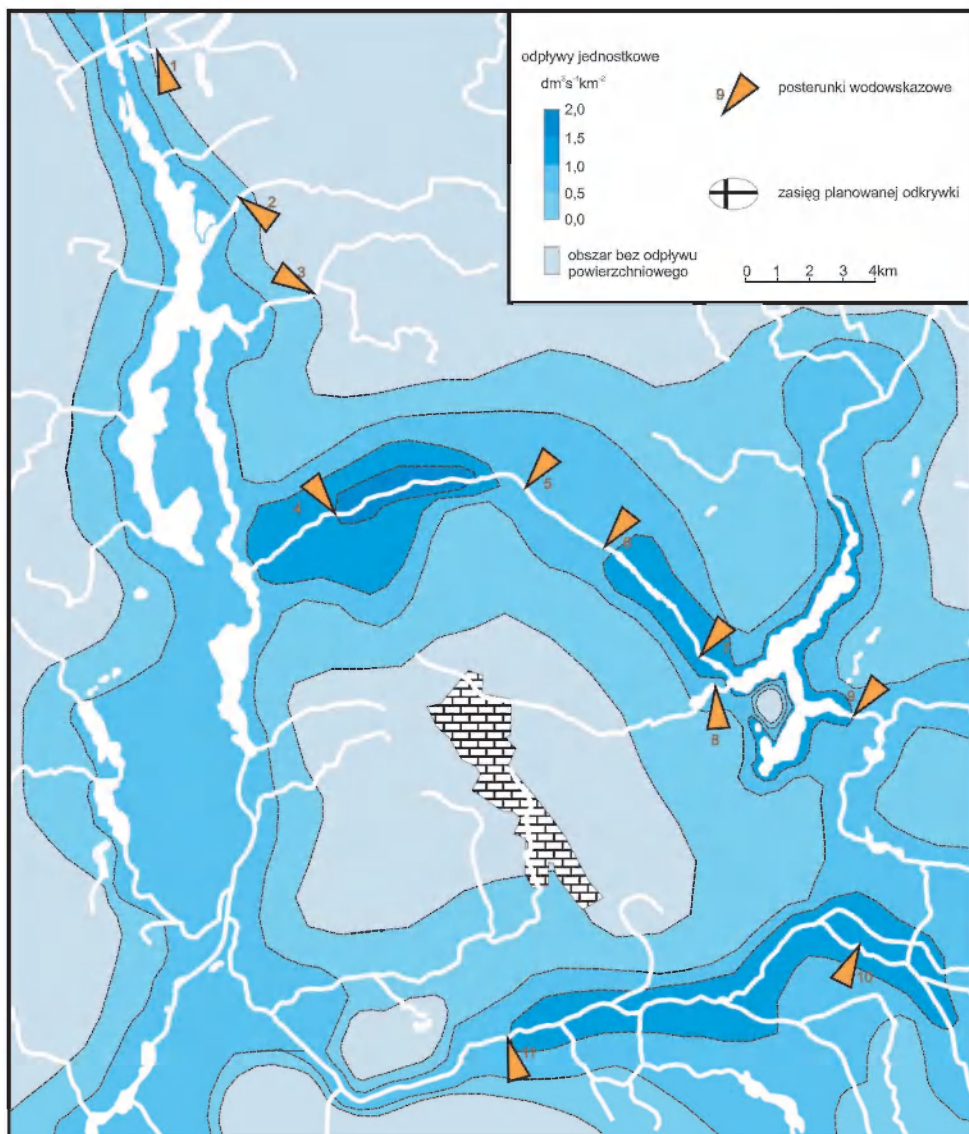 odpływy jednostkowe
dm³s⁻¹km⁻²
2,0
1,5
1,0
0,5
0,0
obszar bez odpływu
powierzchniowego
9
posterunki wodowskazowe
zasięg planowanej odkrywki
0 1 2 3 4km
1
2
3
4
5
6
8
9
10
11